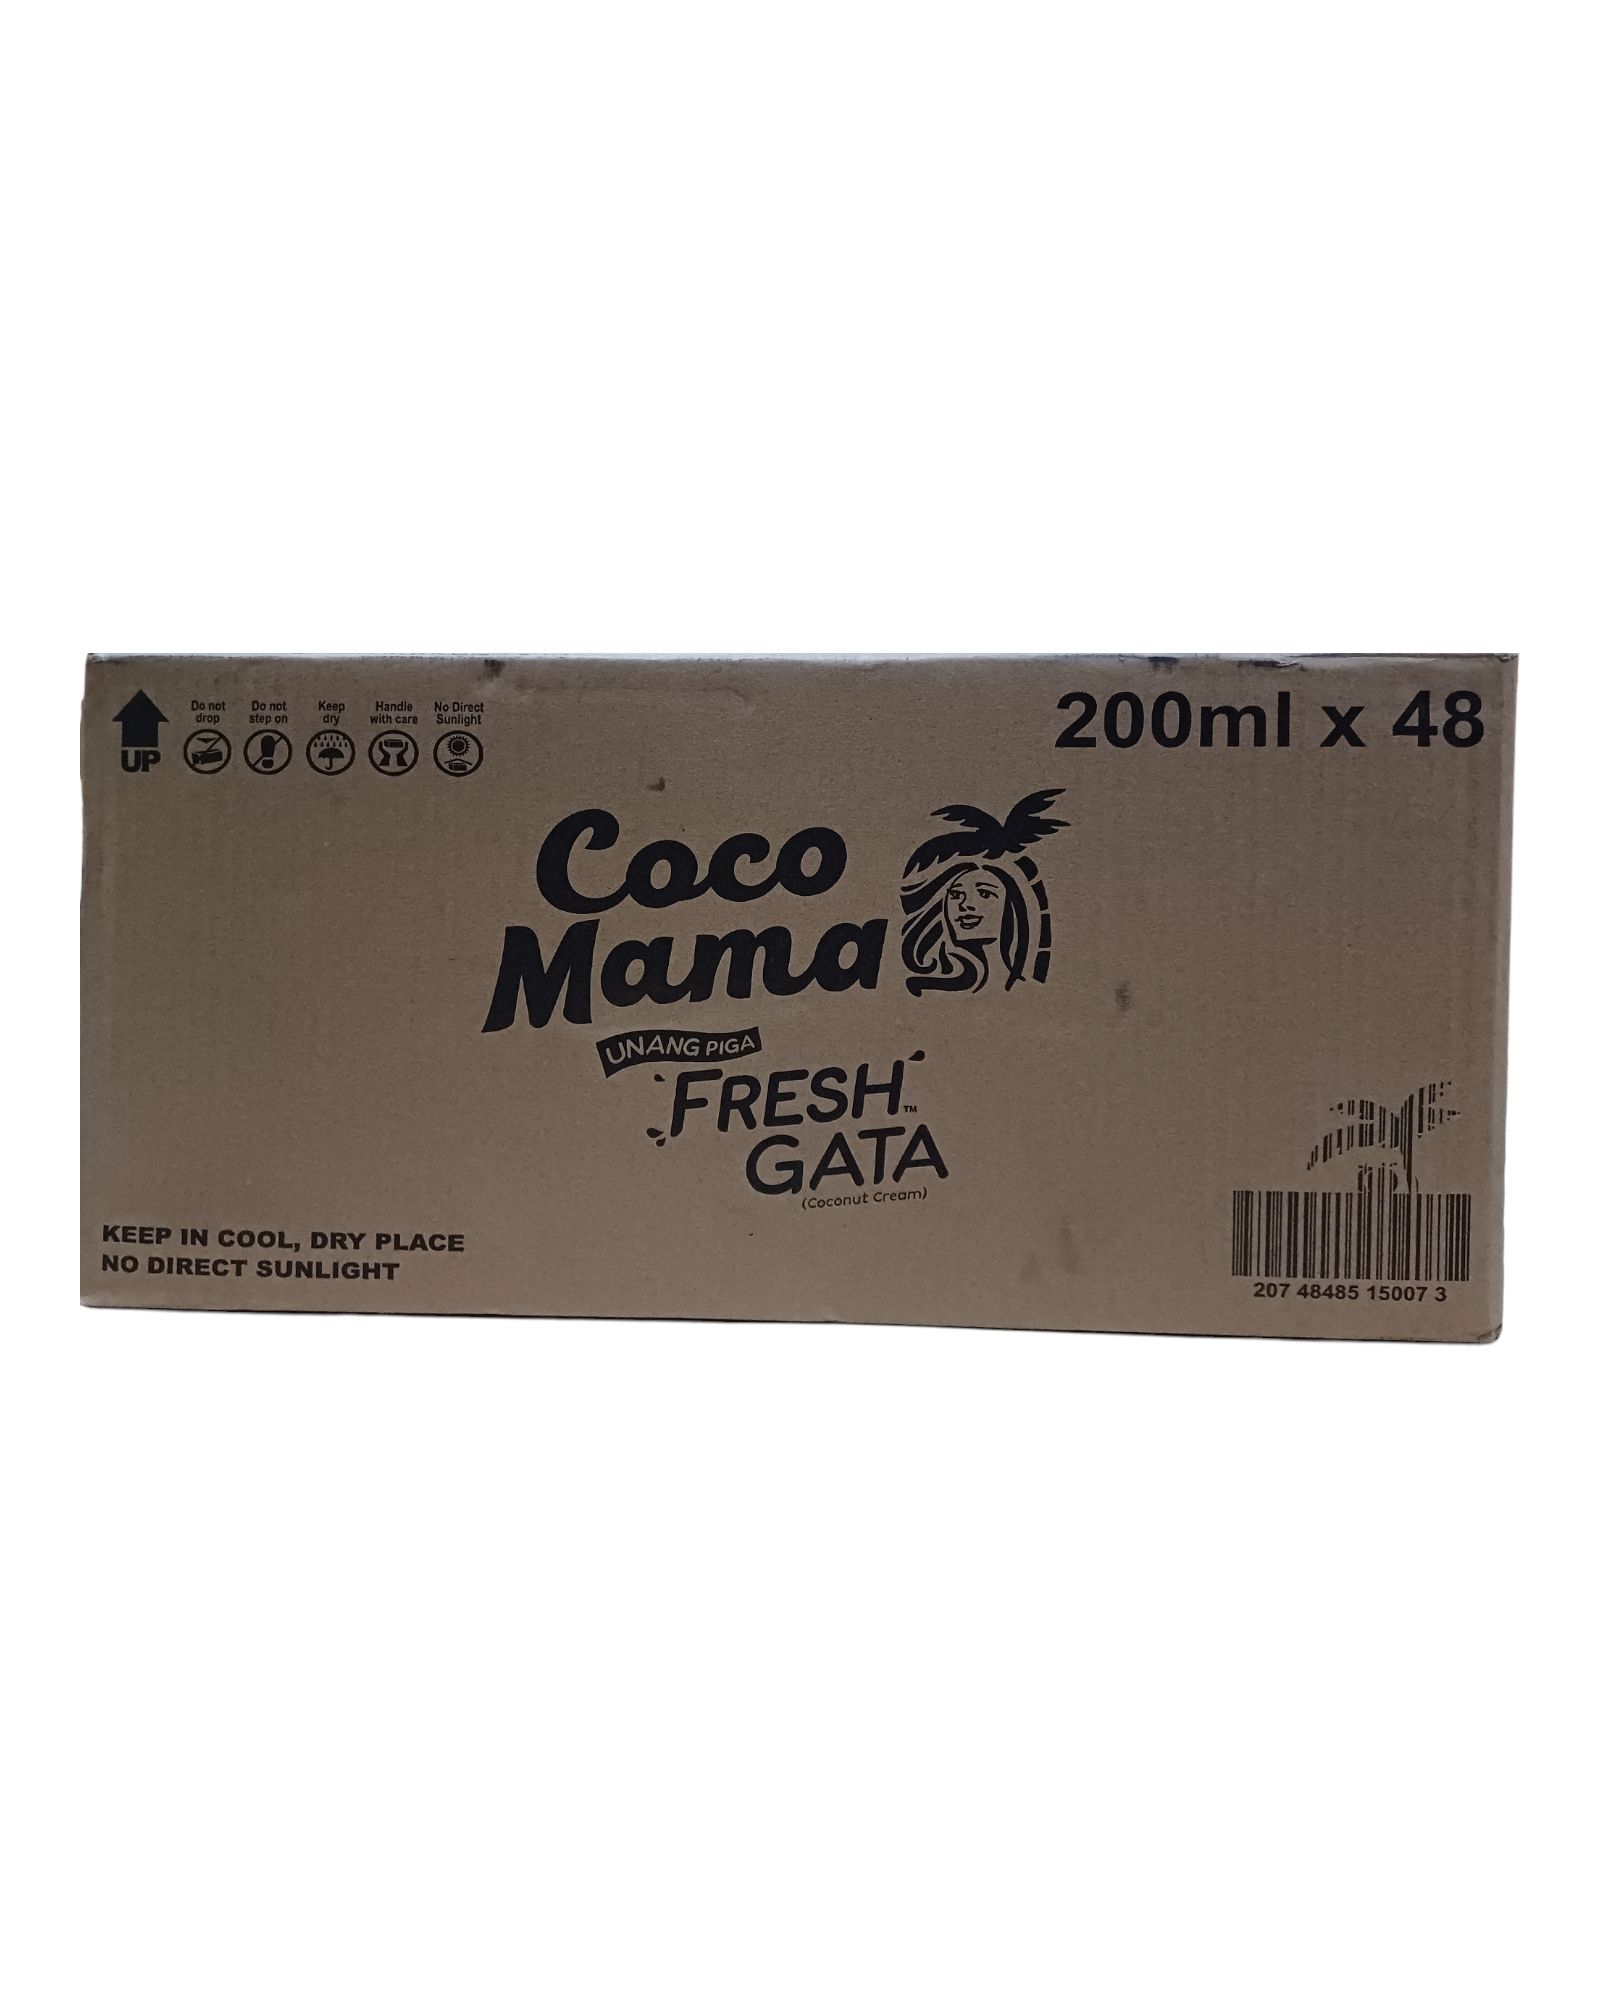 UP
Do not
drop
Do not
step on
Keep
dry
Handle
with care
No Direct
Sunlight
200ml x 48
Coco
Mama
UNANG PIGA
FRESH™
GATA
(Coconut Cream)
KEEP IN COOL, DRY PLACE
NO DIRECT SUNLIGHT
207 48485 15007 3